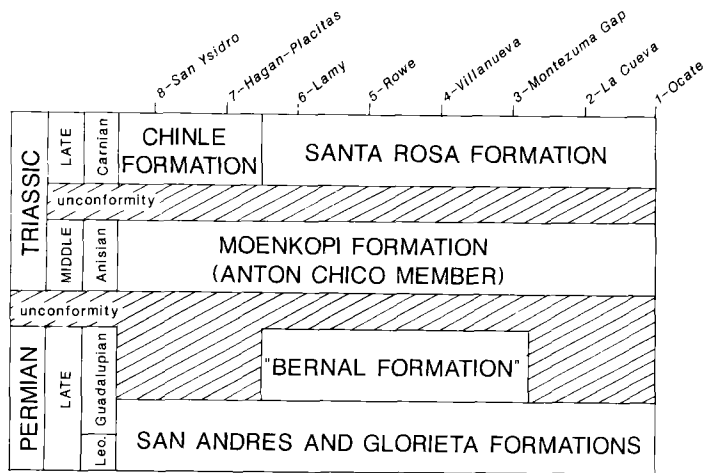 8-San Ysidro
7-Hagan-Placitas
6-Lamy
5-Rowe
4-Villanueva
3-Montezuma Gap
2-La Cueva
1-Ocate
TRIASSIC
LATE
Carnian
CHINLE
FORMATION
SANTA ROSA FORMATION
unconformity
MIDDLE
Anisian
MOENKOPI FORMATION
(ANTON CHICO MEMBER)
unconformity
PERMIAN
LATE
Guadalupian
"BERNAL FORMATION"
Leo.
SAN ANDRES AND GLORIETA FORMATIONS